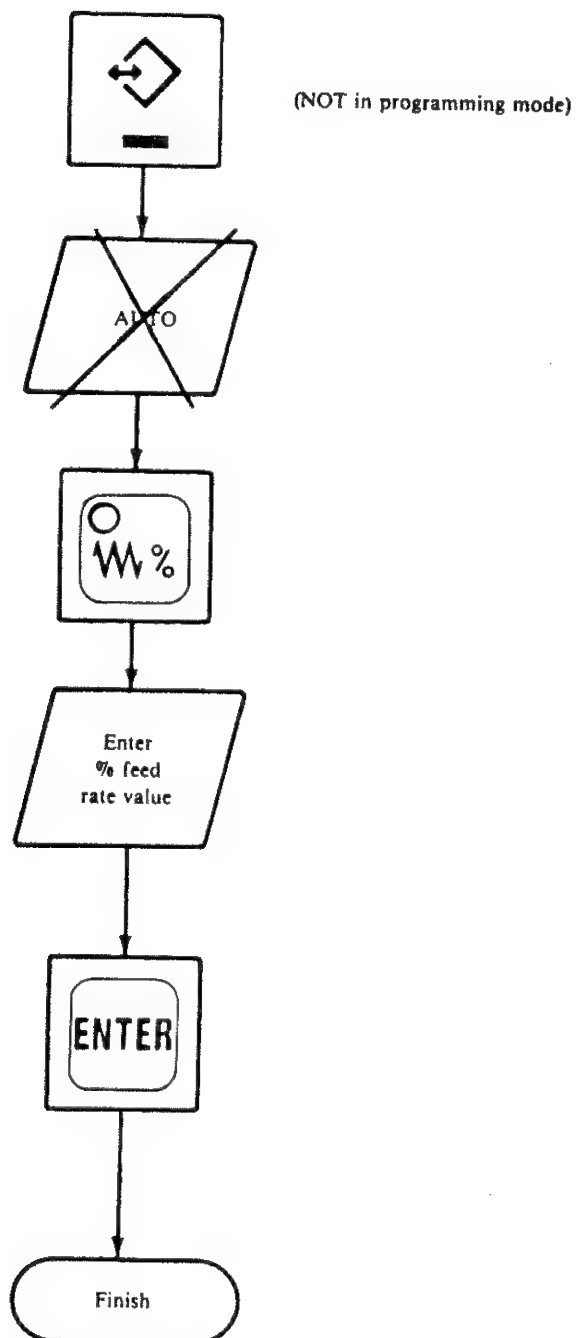 (NOT in programming mode)
AUTO
%
Enter
% feed
rate value
ENTER
Finish